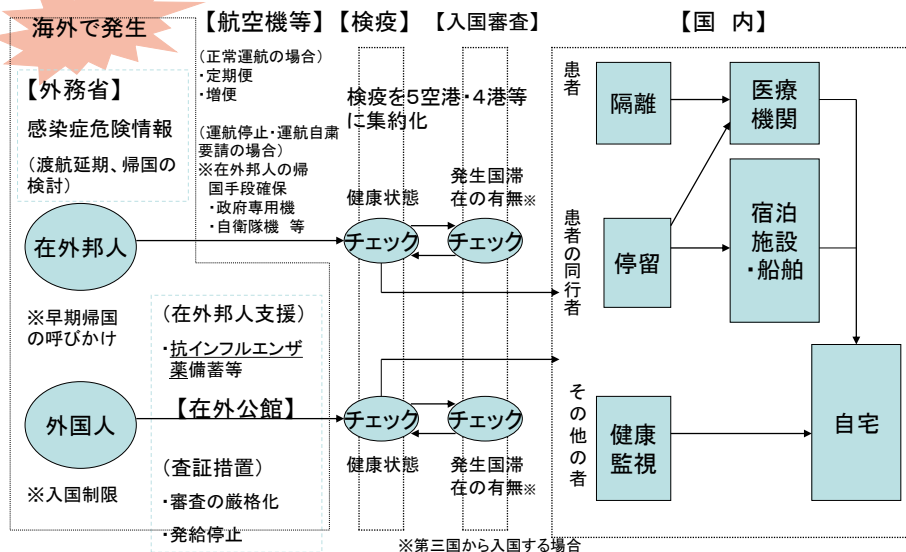 海外で発生
【航空機等】
【検疫】
【入国審査】
【国 内】
【外務省】
感染症危険情報
（渡航延期、帰国の
検討）
（正常運航の場合）
・定期便
・増便
（運航停止・運航自粛
要請の場合）
※在外邦人の帰
国手段確保
・政府専用機
・自衛隊機 等
検疫を５空港・４港等
に集約化
健康状態
発生国滞
在の有無※
在外邦人
チェック
チェック
※早期帰国
の呼びかけ
（在外邦人支援）
・抗インフルエンザ
薬備蓄等
【在外公館】
外国人
チェック
チェック
健康状態
発生国滞
在の有無※
※入国制限
（査証措置）
・審査の厳格化
・発給停止
※第三国から入国する場合
患者
隔離
医療
機関
患者の同行者
停留
宿泊
施設
・船舶
その他の者
健康
監視
自宅